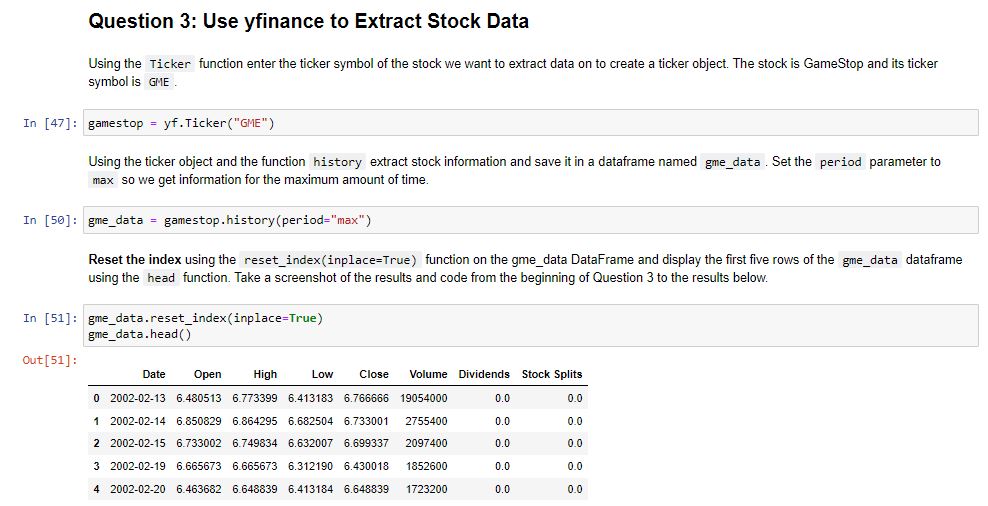 Question 3: Use yfinance to Extract Stock Data
Using the Ticker function enter the ticker symbol of the stock we want to extract data on to create a ticker object. The stock is GameStop and its ticker
symbol is GME .
In [47]: gamestop = yf.Ticker("GME")
Using the ticker object and the function history extract stock information and save it in a dataframe named gme_data . Set the period parameter to
max so we get information for the maximum amount of time.
In [50]: gme_data = gamestop.history(period="max")
Reset the index using the reset_index(inplace=True) function on the gme_data DataFrame and display the first five rows of the gme_data dataframe
using the head function. Take a screenshot of the results and code from the beginning of Question 3 to the results below.
In [51]: gme_data.reset_index(inplace=True)
gme_data.head()
Out[51]:
Date Open High Low Close Volume Dividends Stock Splits
0 2002-02-13 6.480513 6.773399 6.413183 6.766666 19054000 0.0 0.0
1 2002-02-14 6.850829 6.864295 6.682504 6.733001 2755400 0.0 0.0
2 2002-02-15 6.733002 6.749834 6.632007 6.699337 2097400 0.0 0.0
3 2002-02-19 6.665673 6.665673 6.312190 6.430018 1852600 0.0 0.0
4 2002-02-20 6.463682 6.648839 6.413184 6.648839 1723200 0.0 0.0